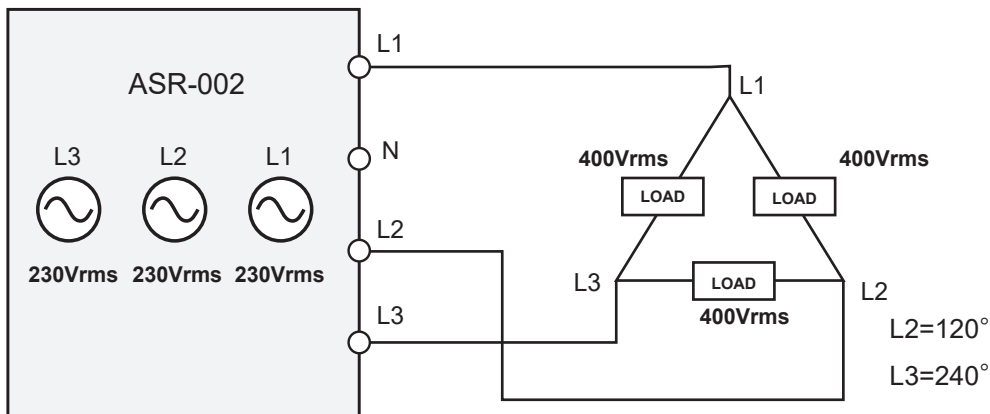 L1
ASR-002
L1
N
L3 L2 L1
400Vrms 400Vrms
LOAD LOAD
L2
230Vrms 230Vrms 230Vrms
L3 LOAD L2
400Vrms
L3
L2=120°
L3=240°